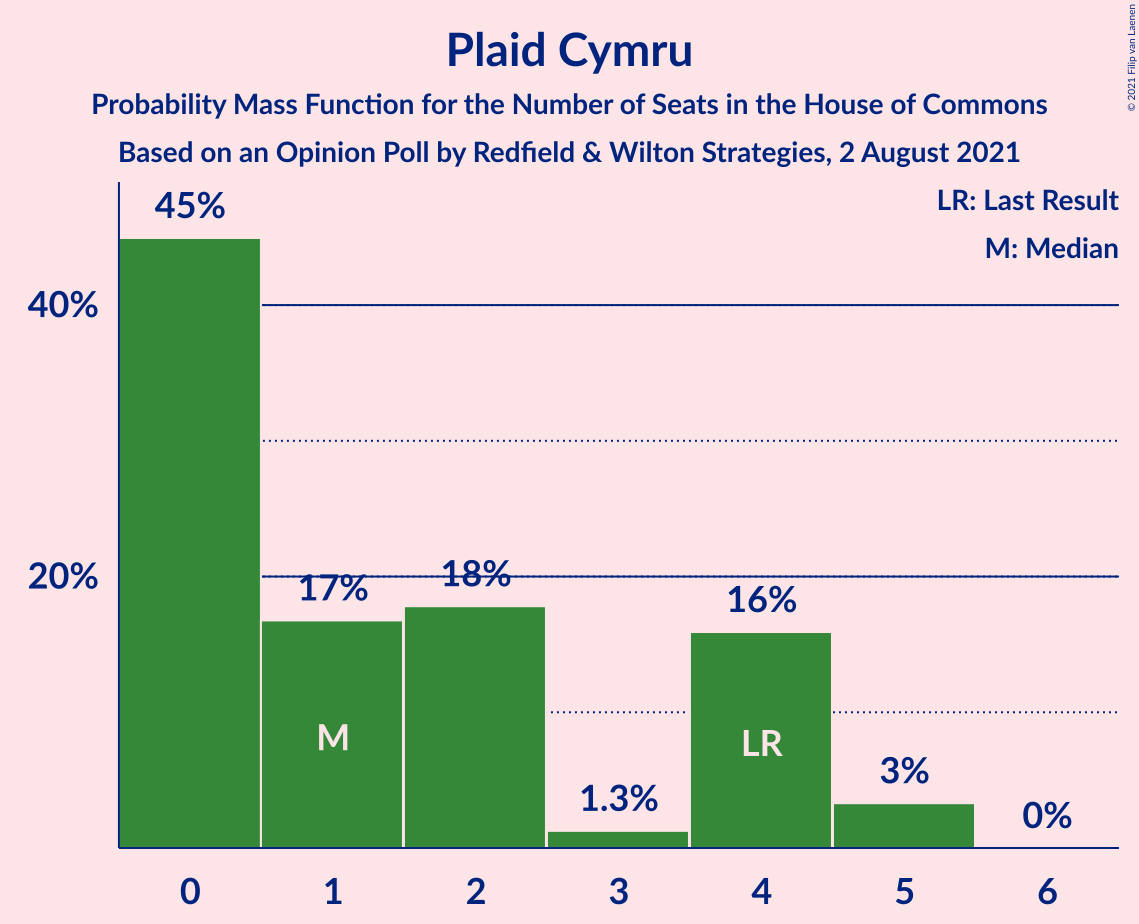 Plaid Cymru
Probability Mass Function for the Number of Seats in the House of Commons
Based on an Opinion Poll by Redfield & Wilton Strategies, 2 August 2021
© 2021 Filip van Laenen
LR: Last Result
M: Median
45%
40%
20%
17%
18%
1.3%
16%
3%
0%
M
LR
0 1 2 3 4 5 6